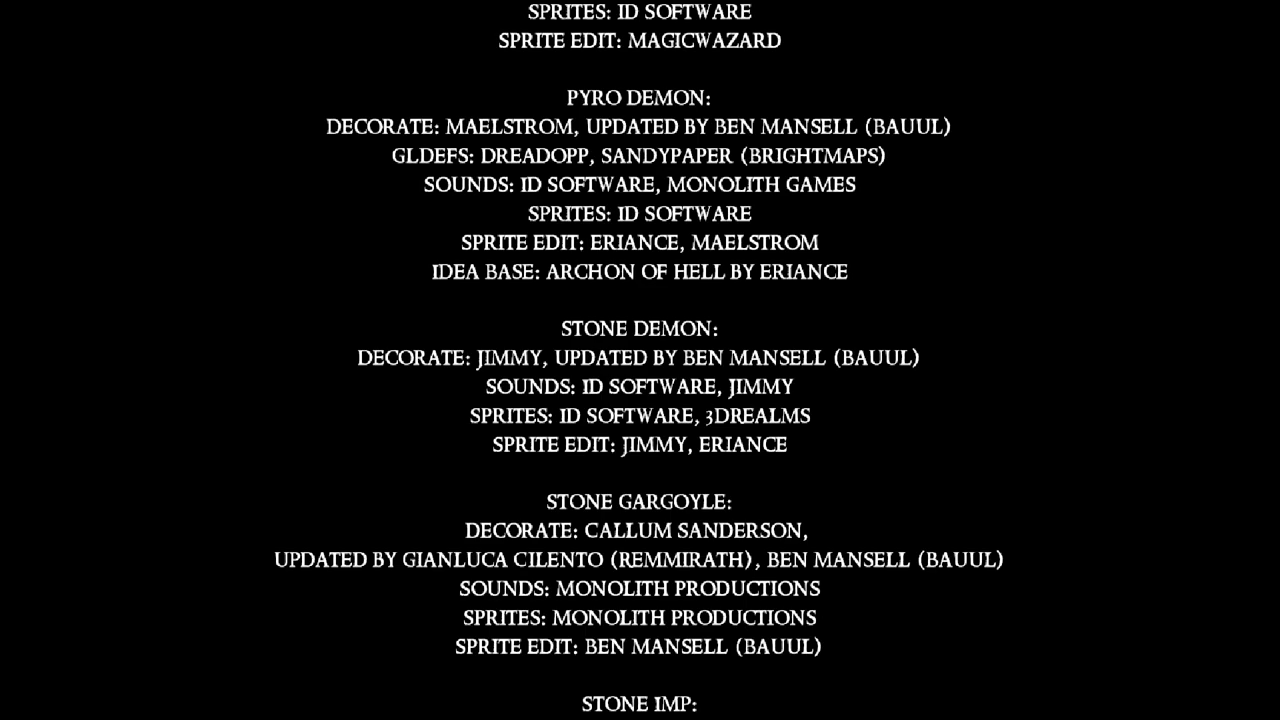 SPRITES: ID SOFTWARE
SPRITE EDIT: MAGICWAZARD
PYRO DEMON:
DECORATE: MAELSTROM, UPDATED BY BEN MANSELL (BAUUL)
GLDEFS: DREADOPP, SANDYPAPER (BRIGHTMAPS)
SOUNDS: ID SOFTWARE, MONOLITH GAMES
SPRITES: ID SOFTWARE
SPRITE EDIT: ERIANCE, MAELSTROM
IDEA BASE: ARCHON OF HELL BY ERIANCE
STONE DEMON:
DECORATE: JIMMY, UPDATED BY BEN MANSELL (BAUUL)
SOUNDS: ID SOFTWARE, JIMMY
SPRITES: ID SOFTWARE, 3DREALMS
SPRITE EDIT: JIMMY, ERIANCE
STONE GARGOYLE:
DECORATE: CALLUM SANDERSON,
UPDATED BY GIANLUCA CILENTO (REMMIRATH), BEN MANSELL (BAUUL)
SOUNDS: MONOLITH PRODUCTIONS
SPRITES: MONOLITH PRODUCTIONS
SPRITE EDIT: BEN MANSELL (BAUUL)
STONE IMP: